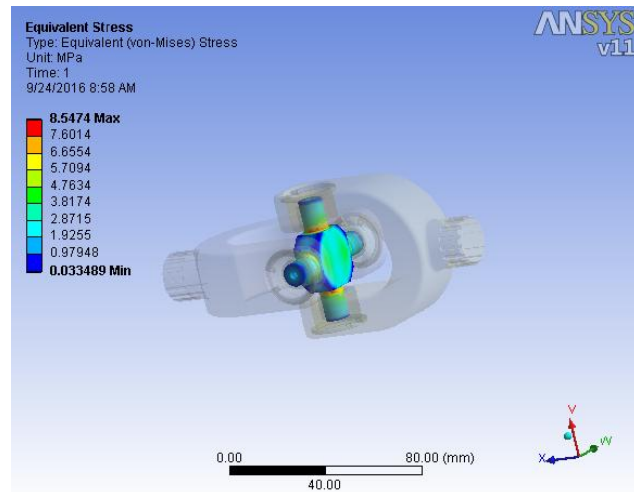 Equivalent Stress
Type: Equivalent (von-Mises) Stress
Unit: MPa
Time: 1
9/24/2016 8:58 AM
ANSYS
v11
8.5474 Max
7.6014
6.6554
5.7094
4.7634
3.8174
2.8715
1.9255
0.97948
0.033489 Min
0.00
80.00 (mm)
40.00
V
W
X